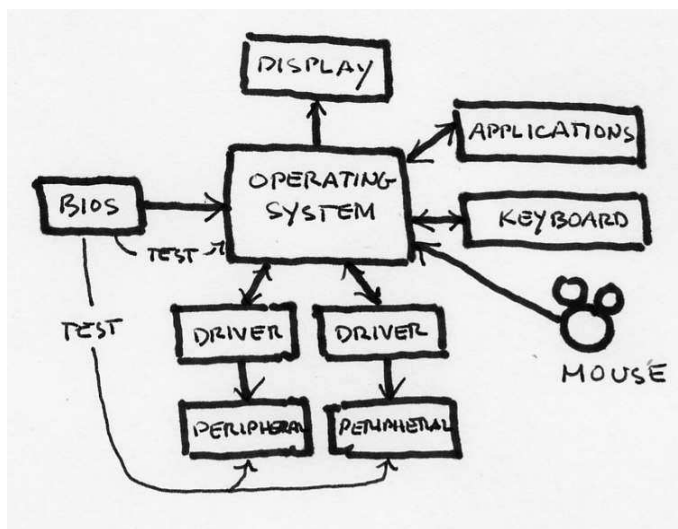 DISPLAY
APPLICATIONS
OPERATING
SYSTEM
BIOS
KEYBOARD
TEST
TEST
DRIVER
DRIVER
MOUSE
PERIPHERAL
PERIPHERAL